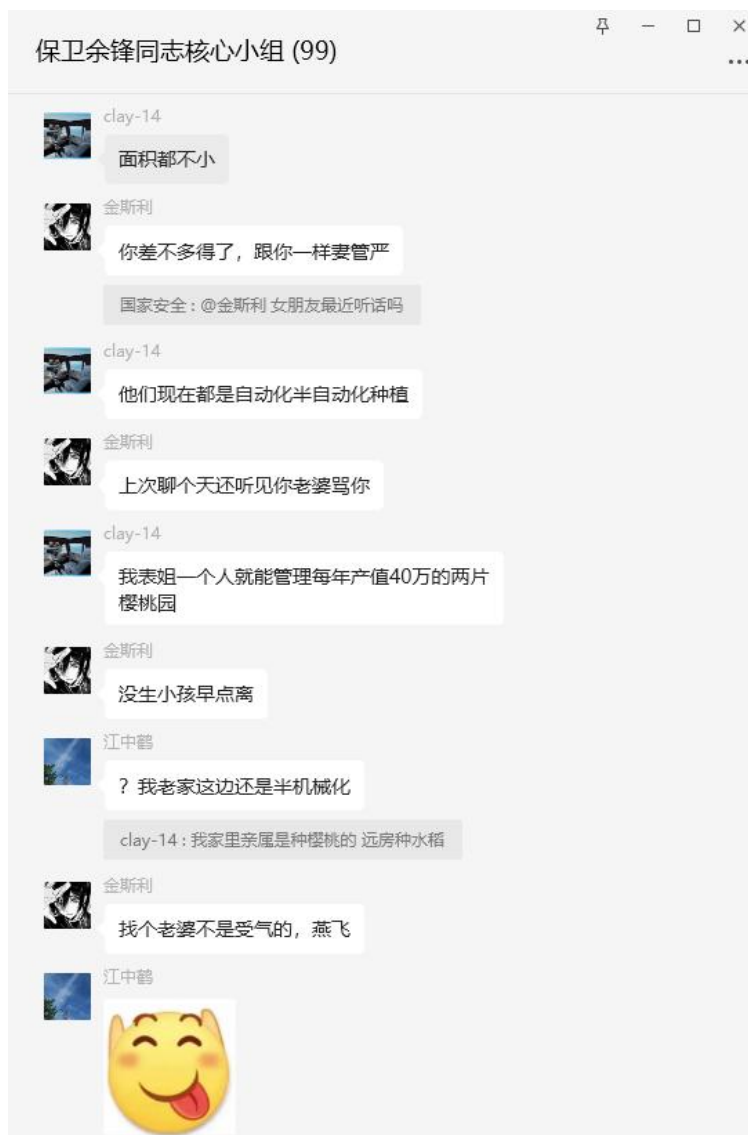 保卫余锋同志核心小组 (99)
clay-14
面积都不小
金斯利
你差不多得了，跟你一样妻管严
国家安全：@金斯利 女朋友最近听话吗
clay-14
他们现在都是自动化半自动化种植
金斯利
上次聊个天还听见你老婆骂你
clay-14
我表姐一个人就能管理每年产值40万的两片
樱桃园
金斯利
没生小孩早点离
江中鹤
？我老家这边还是半机械化
clay-14：我家里亲属是种樱桃的 远房种水稻
金斯利
找个老婆不是受气的，燕飞
江中鹤